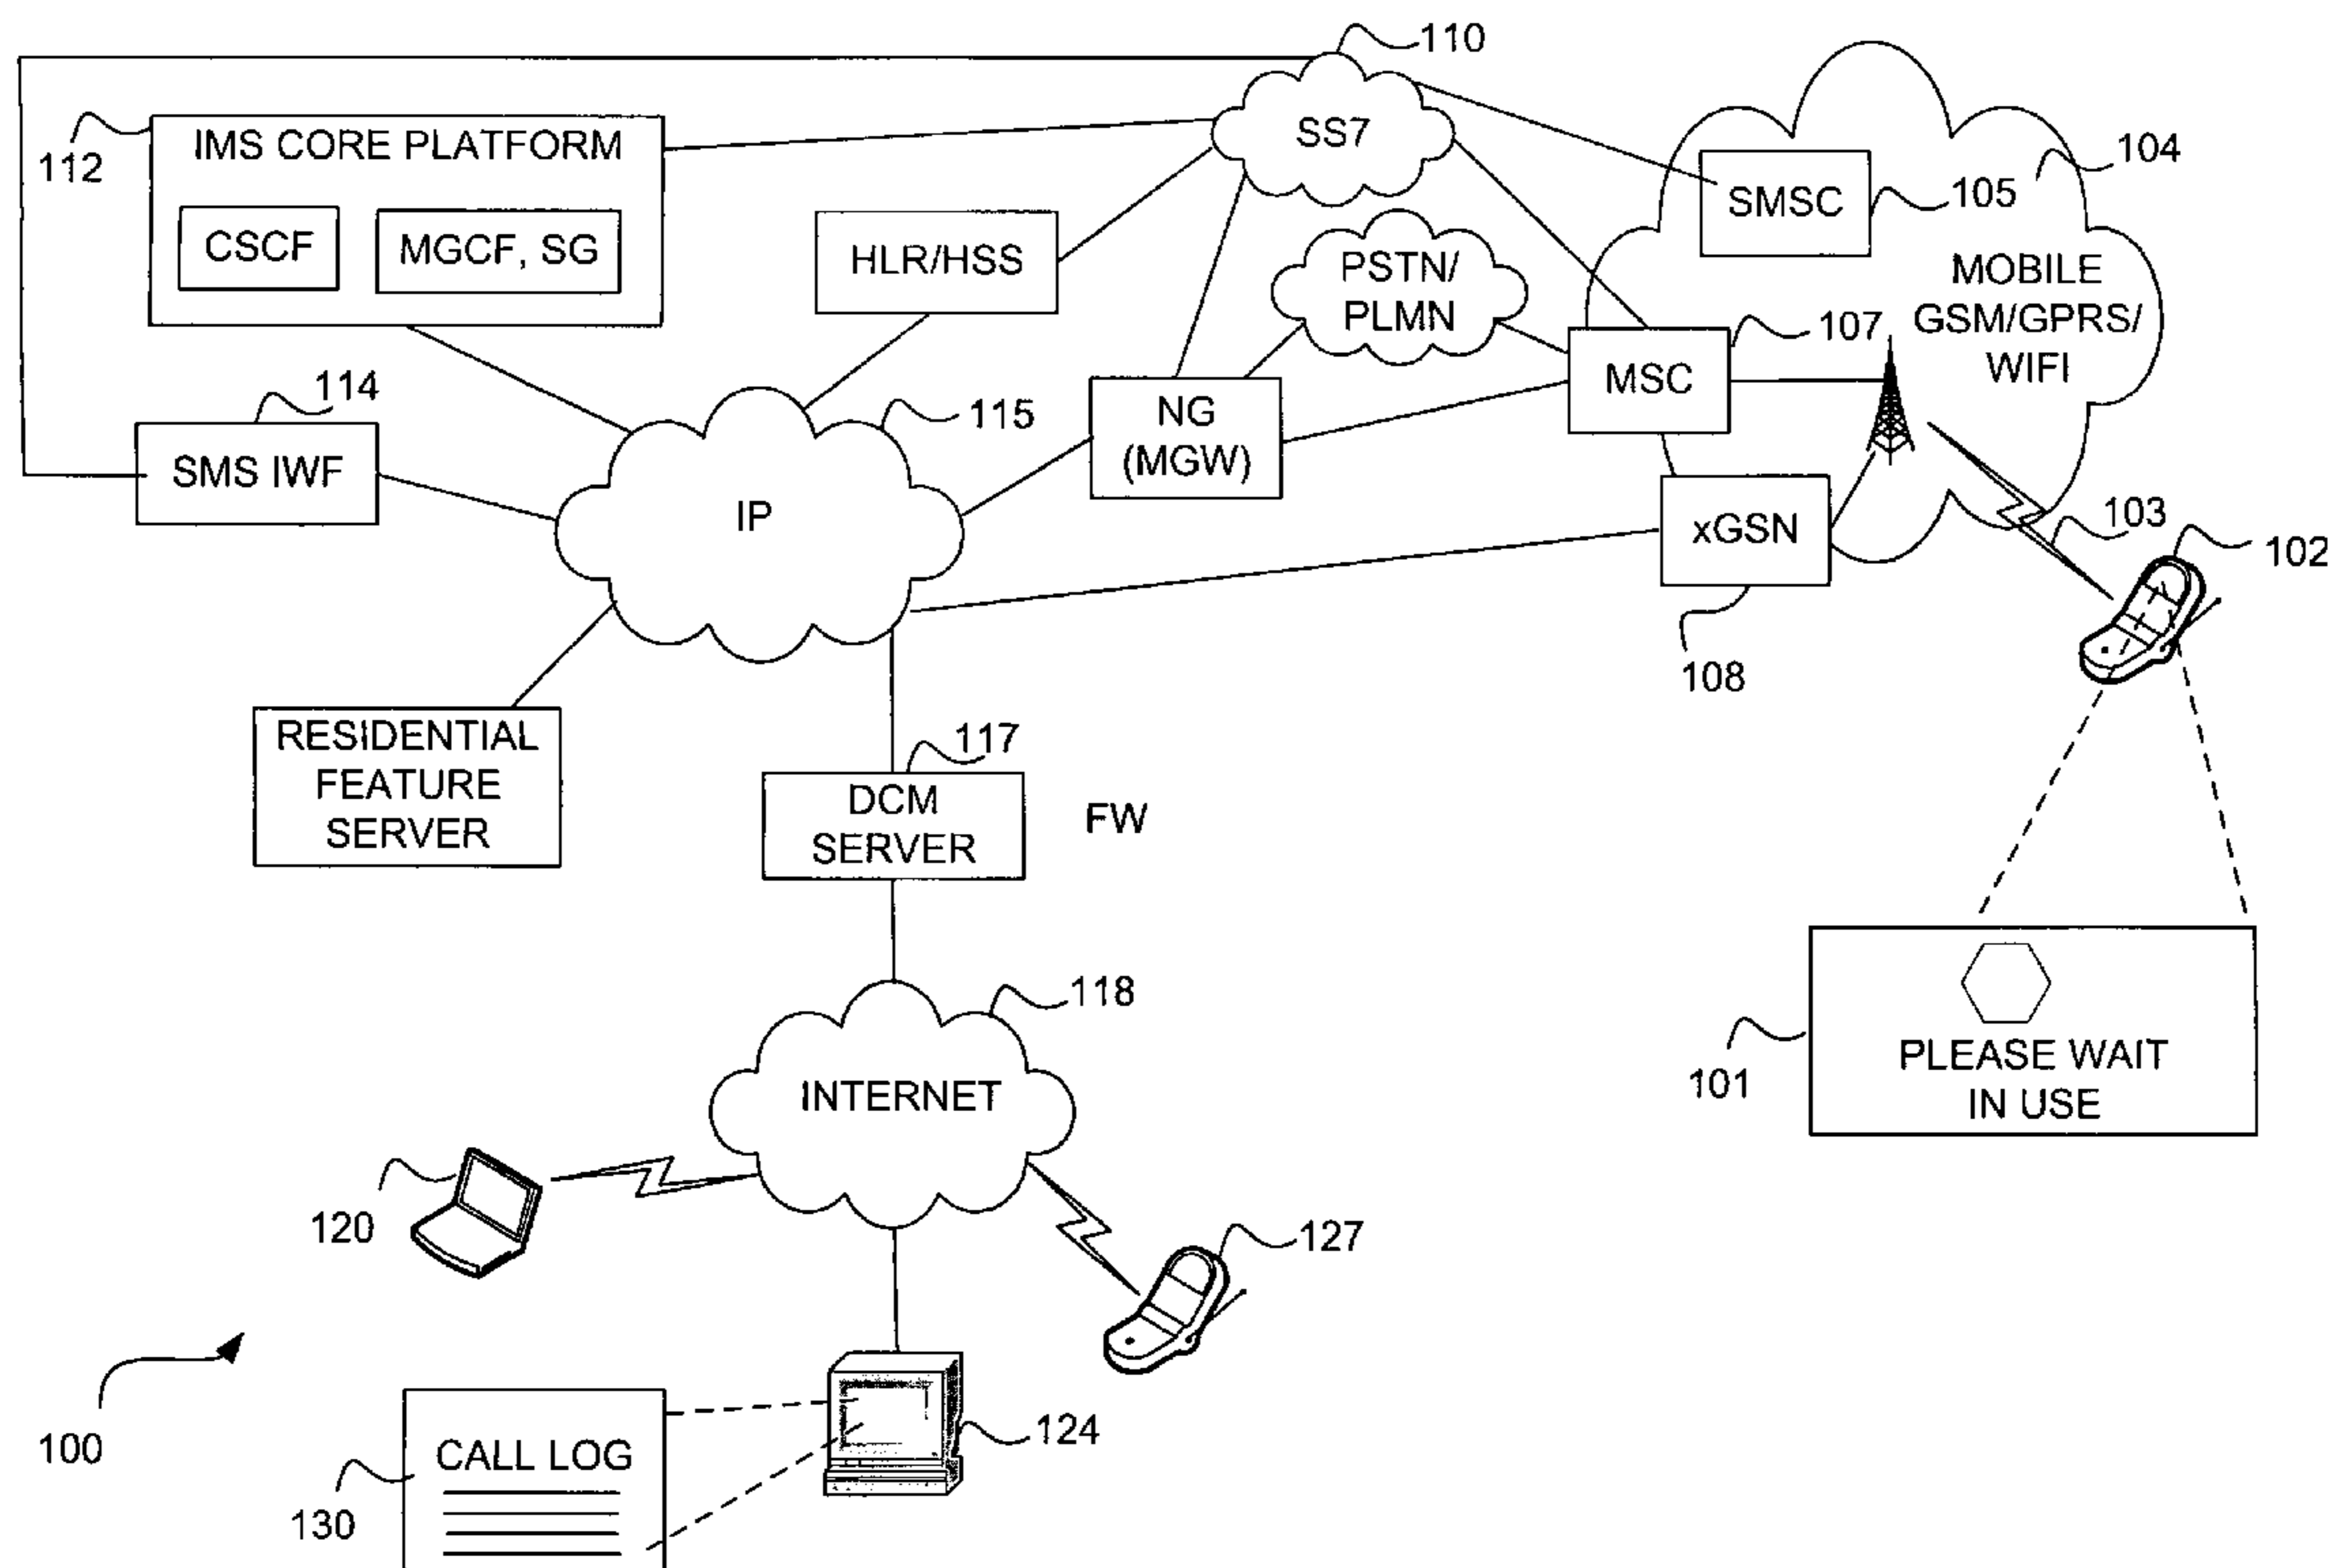 110
SS7
104
112
IMS CORE PLATFORM
CSCF
MGCF, SG
SMSC
105
HLR/HSS
PSTN/
PLMN
MOBILE
GSM/GPRS/
WIFI
107
MSC
114
SMS IWF
115
IP
NG
(MGW)
xGSN
103
102
108
RESIDENTIAL
FEATURE
SERVER
117
DCM
SERVER
FW
118
INTERNET
101
PLEASE WAIT
IN USE
120
127
100
124
CALL LOG
130